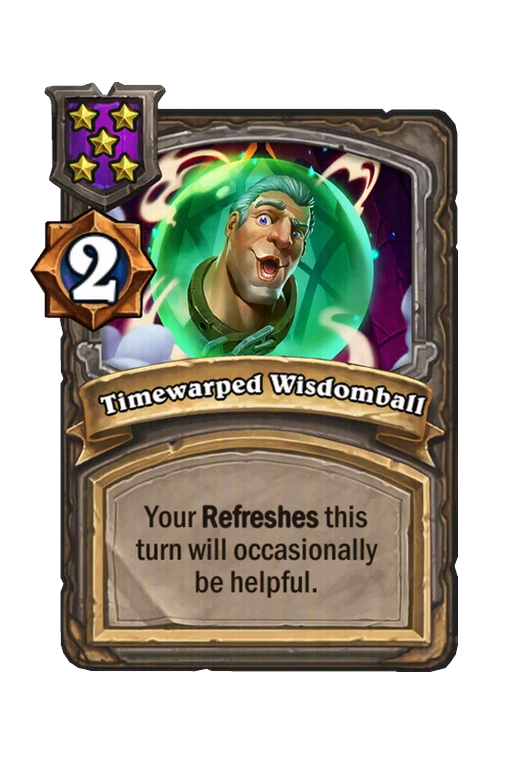 2
Timewarped Wisdomball
Your Refreshes this
turn will occasionally
be helpful.